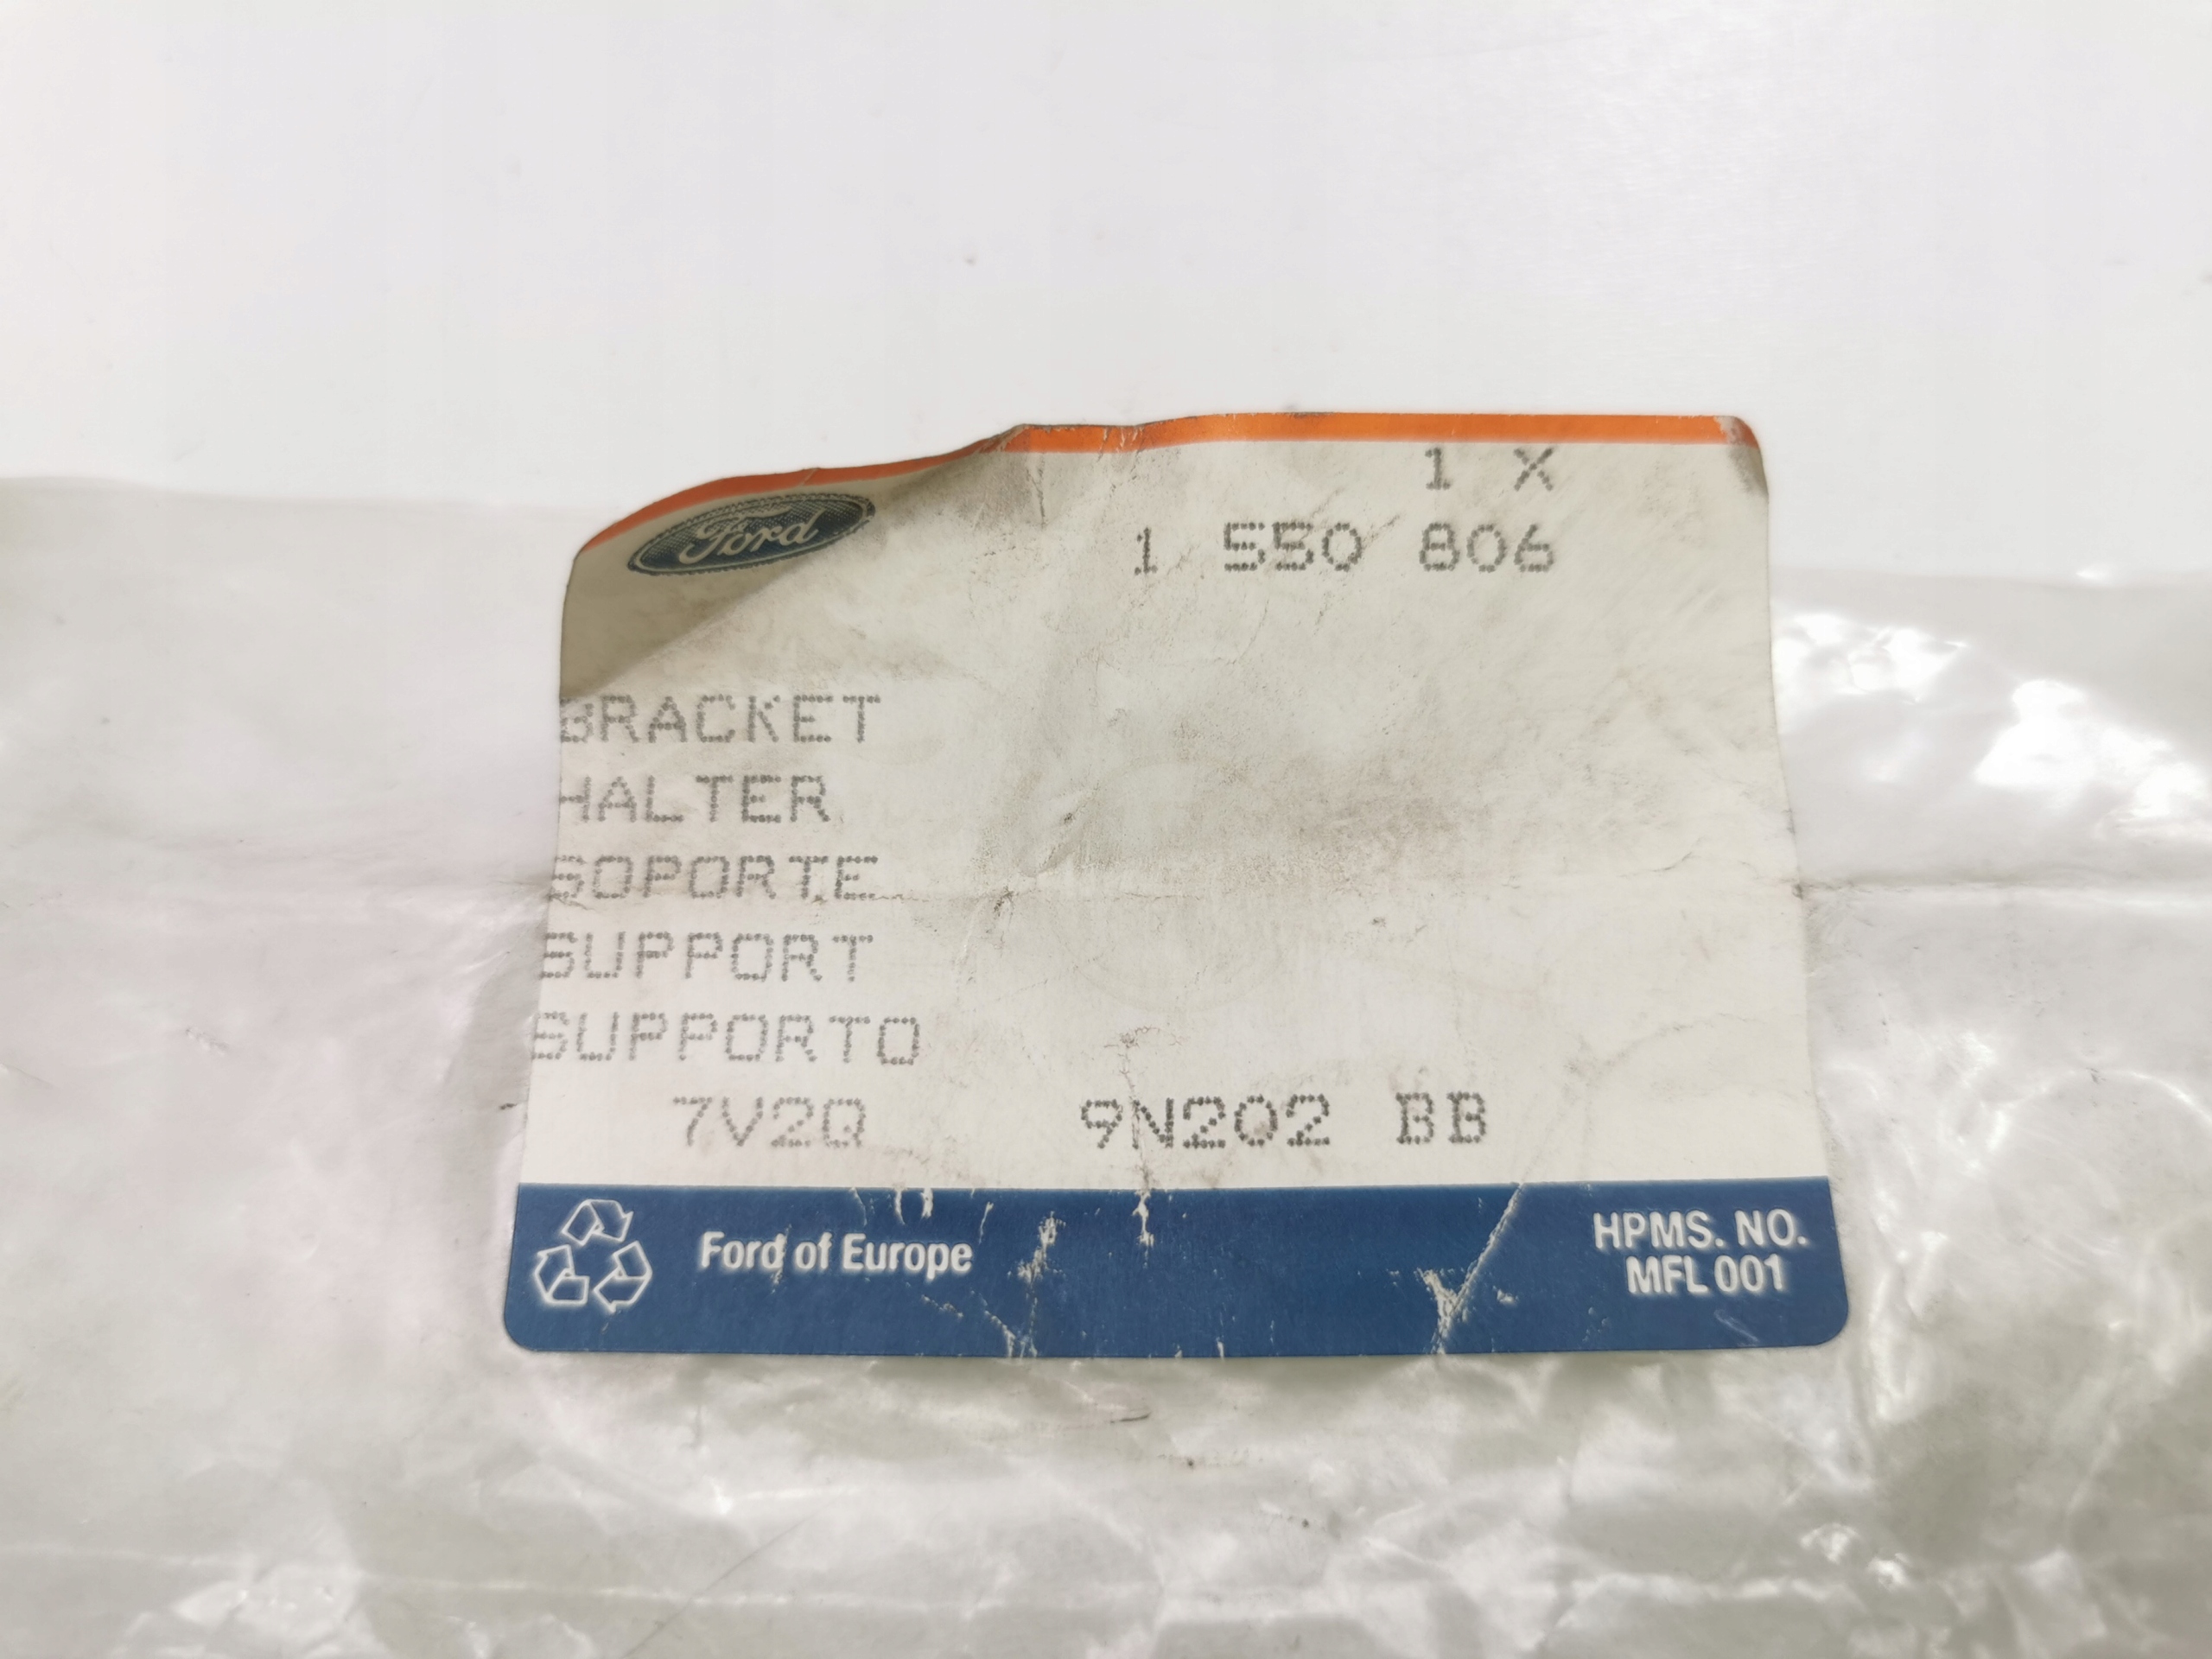 1 X
Ford
1 550 806
BRACKET
HALTER
SOPORTE
SUPPORT
SUPPORTO
7V2Q 9N202 BB
Ford of Europe
HPMS. NO.
MFL 001